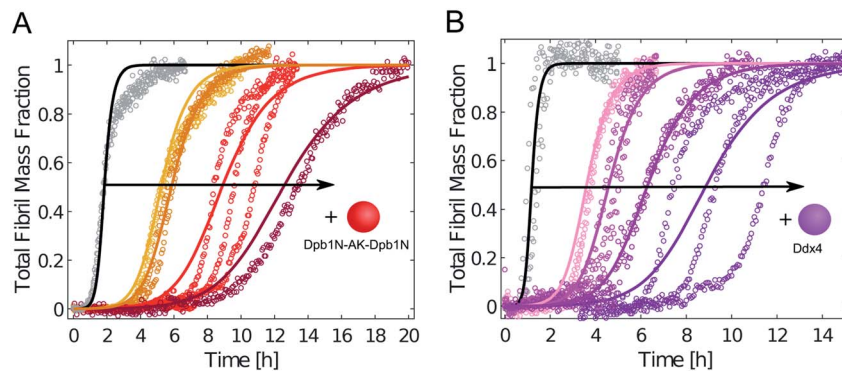 A
Total Fibril Mass Fraction
1
0.8
0.6
0.4
0.2
0
0 2 4 6 8 10 12 14 16 18 20
Time [h]
+
Dpb1N-AK-Dpb1N
B
Total Fibril Mass Fraction
1
0.8
0.6
0.4
0.2
0
0 2 4 6 8 10 12 14
Time [h]
+
Ddx4